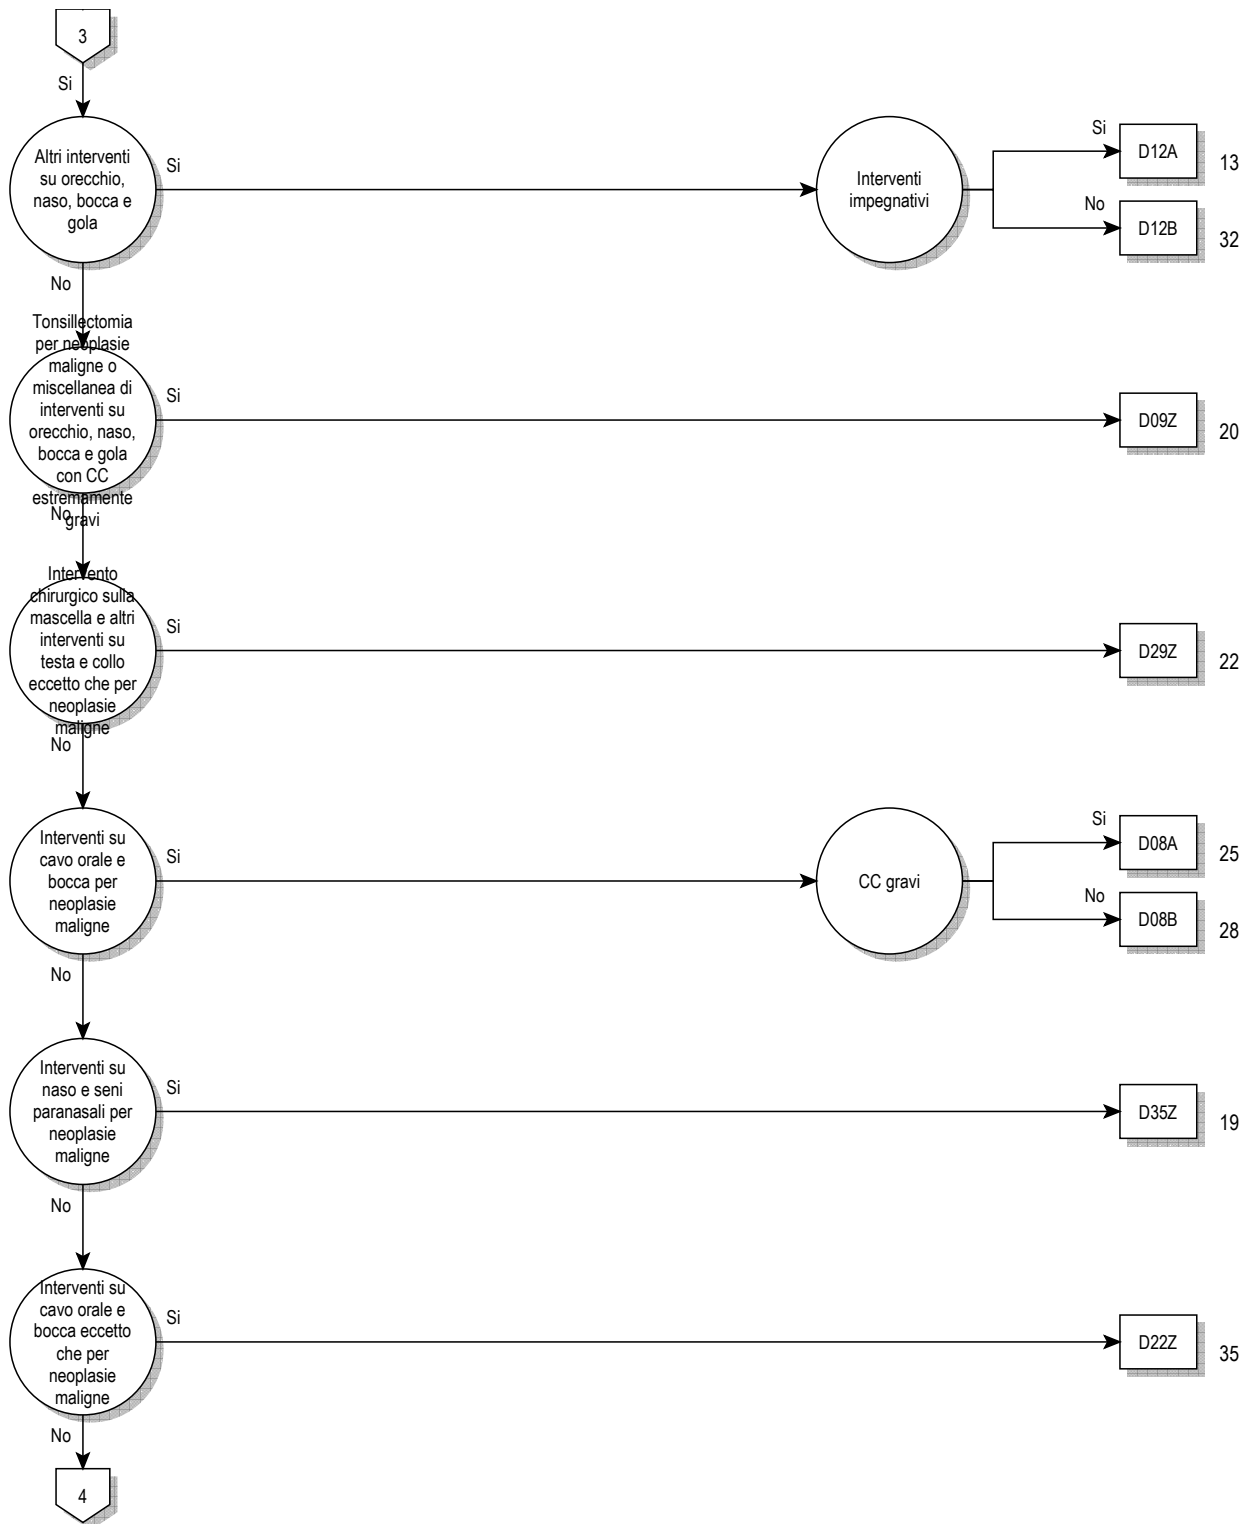 3
Si
Altri interventi
su orecchio,
naso, bocca e
gola
Si
Interventi
impegnativi
Si
D12A
13
No
D12B
32
No
Tonsillectomia
per neoplasie
maligne o
miscellanea di
interventi su
orecchio, naso,
bocca e gola
con CC
estremamente
gravi
Si
D09Z
20
No
Intervento
chirurgico sulla
mascella e altri
interventi su
testa e collo
eccetto che per
neoplasie
maligne
Si
D29Z
22
No
Interventi su
cavo orale e
bocca per
neoplasie
maligne
Si
CC gravi
Si
D08A
25
No
D08B
28
No
Interventi su
naso e seni
paranasali per
neoplasie
maligne
Si
D35Z
19
No
Interventi su
cavo orale e
bocca eccetto
che per
neoplasie
maligne
Si
D22Z
35
No
4